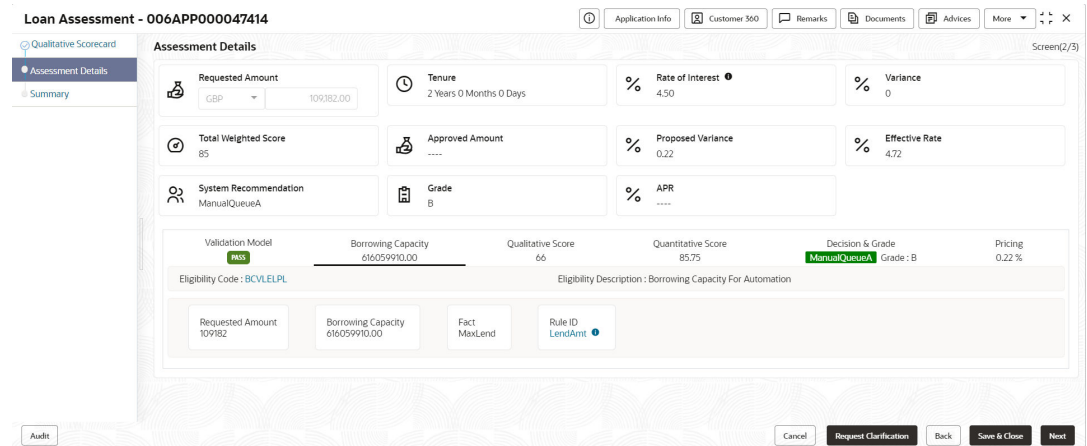 Loan Assessment - 006APP000047414
Application Info
Customer 360
Remarks
Documents
Advices
More
Qualitative Scorecard
Assessment Details
Summary
Assessment Details
Screen(2/3)
Requested Amount
GBP
109,182.00
Tenure
2 Years 0 Months 0 Days
Rate of Interest
4.50
Variance
0
Total Weighted Score
85
Approved Amount
----
Proposed Variance
0.22
Effective Rate
4.72
System Recommendation
ManualQueueA
Grade
B
APR
----
Validation Model
PASS
Borrowing Capacity
616059910.00
Qualitative Score
66
Quantitative Score
85.75
Decision & Grade
ManualQueueA Grade : B
Pricing
0.22 %
Eligibility Code : BCVLELPL
Eligibility Description : Borrowing Capacity For Automation
Requested Amount
109182
Borrowing Capacity
616059910.00
Fact
MaxLend
Rule ID
LendAmt
Audit
Cancel
Request Clarification
Back
Save & Close
Next